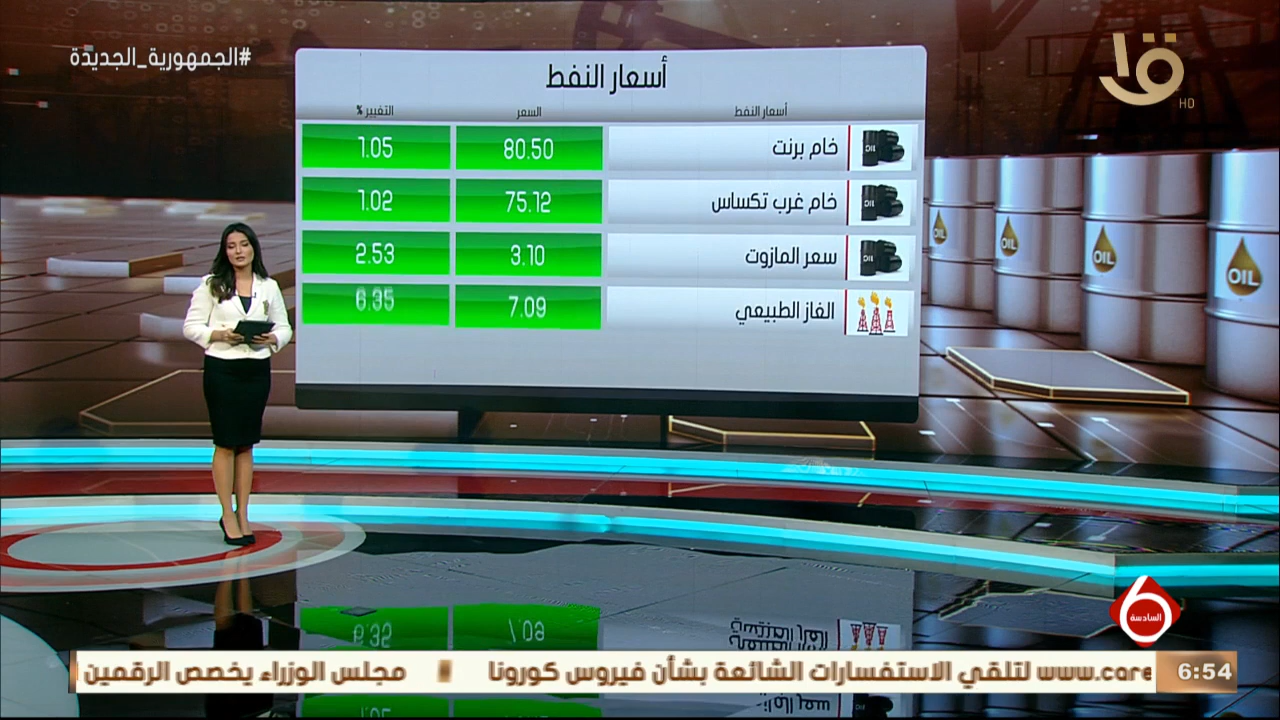 #الجمهورية_الجديدة
HD
أسعار النفط
أسعار النفط السعر التغيير %
خام برنت 80.50 1.05
خام غرب تكساس 75.12 1.02
سعر المازوت 3.10 2.53
الغاز الطبيعي 7.09 6.35
OIL
OIL
OIL
OIL
6
السادسة
www.care لتلقي الاستفسارات الشائعة بشأن فيروس كورونا مجلس الوزراء يخصص الرقمين
6:54